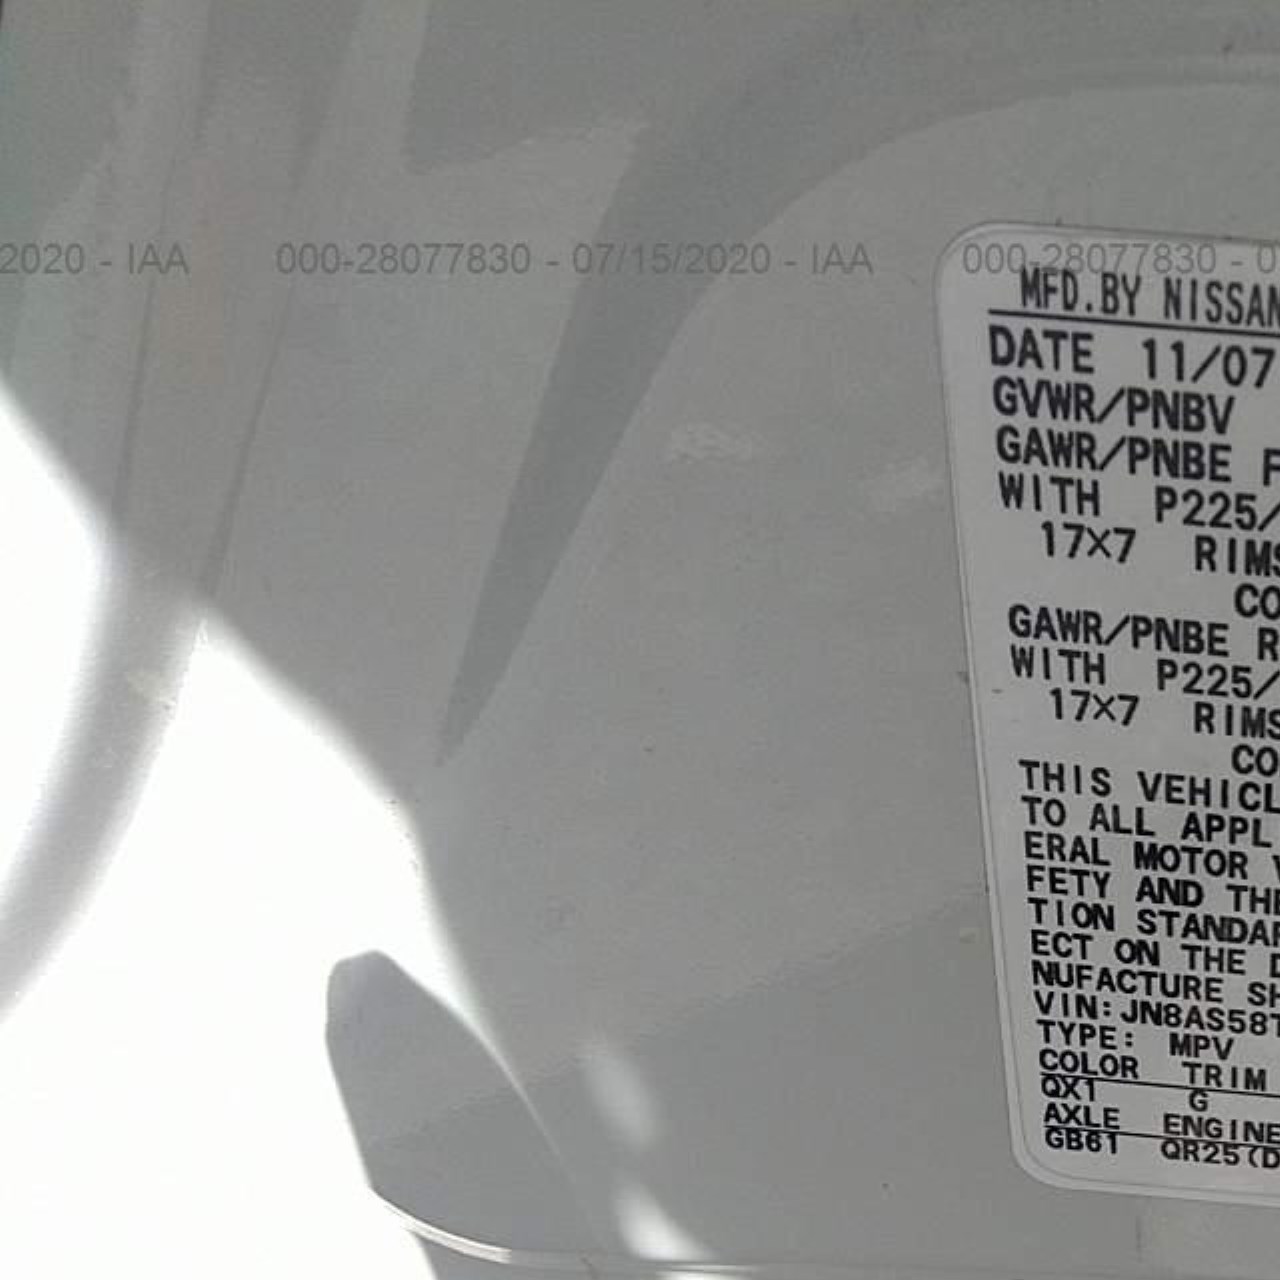 2020 - IAA 000-28077830 - 07/15/2020 - IAA 000-28077830 - 0
MFD.BY NISSAN
DATE 11/07
GVWR/PNBV
GAWR/PNBE F
WITH P225/
17X7 RIMS
CO
GAWR/PNBE R
WITH P225/
17X7 RIMS
CO
THIS VEHICL
TO ALL APPL
ERAL MOTOR V
FETY AND THE
TION STANDAR
ECT ON THE D
NUFACTURE SH
VIN:JN8AS58T
TYPE: MPV
COLOR TRIM
QX1 G
AXLE ENGINE
GB61 QR25(D